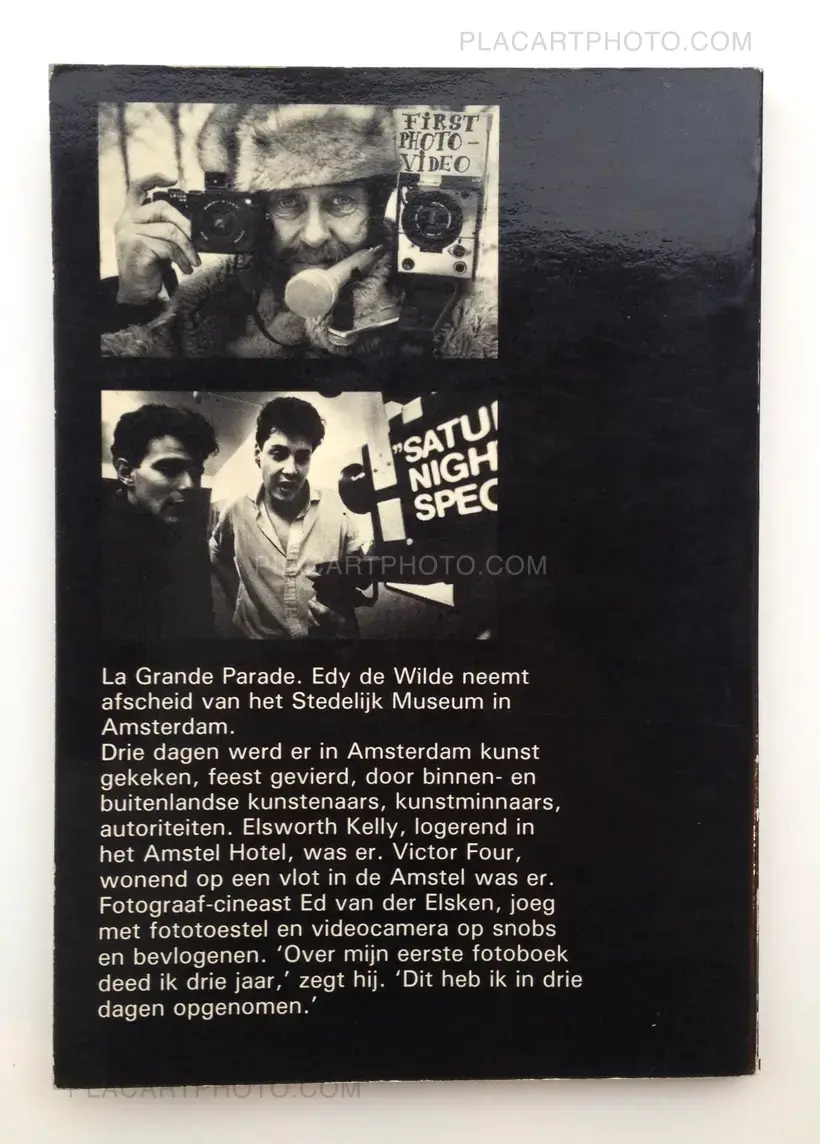 PLACARTPHOTO.COM
FiRST
PHOTO-
ViDEO
LEICA
"SATU
NIGH
SPEC
PLACARTPHOTO.COM
La Grande Parade. Edy de Wilde neemt
afscheid van het Stedelijk Museum in
Amsterdam.
Drie dagen werd er in Amsterdam kunst
gekeken, feest gevierd, door binnen- en
buitenlandse kunstenaars, kunstminnaars,
autoriteiten. Elsworth Kelly, logerend in
het Amstel Hotel, was er. Victor Four,
wonend op een vlot in de Amstel was er.
Fotograaf-cineast Ed van der Elsken, joeg
met fototoestel en videocamera op snobs
en bevlogenen. ‘Over mijn eerste fotoboek
deed ik drie jaar,’ zegt hij. ‘Dit heb ik in drie
dagen opgenomen.’
PLACARTPHOTO.COM